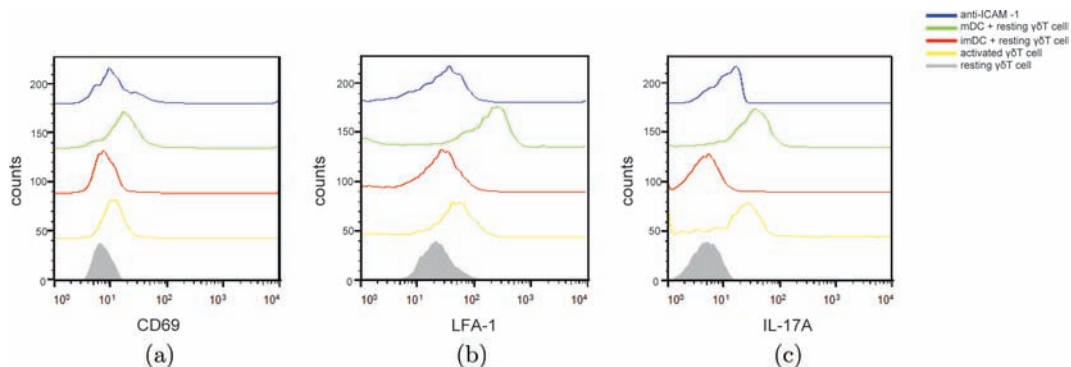 anti-ICAM -1
mDC + resting γδT celll
imDC + resting γδT cell
activated γδT cell
resting γδT cell
counts
200
150
100
50
0
10⁰ 10¹ 10² 10³ 10⁴
CD69
(a)
counts
200
150
100
50
0
10⁰ 10¹ 10² 10³ 10⁴
LFA-1
(b)
counts
200
150
100
50
0
10⁰ 10¹ 10² 10³ 10⁴
IL-17A
(c)